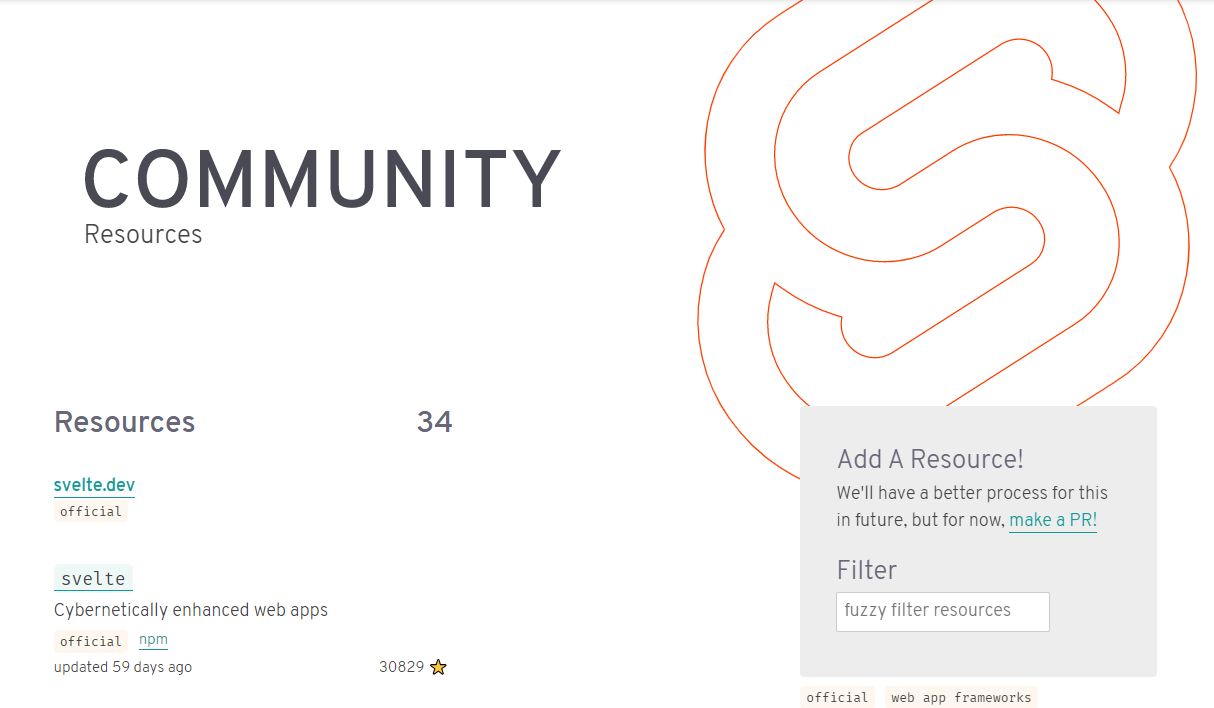 COMMUNITY
Resources
Resources 34
svelte.dev
official
svelte
Cybernetically enhanced web apps
official npm
updated 59 days ago 30829
Add A Resource!
We'll have a better process for this
in future, but for now, make a PR!
Filter
fuzzy filter resources
official web app frameworks